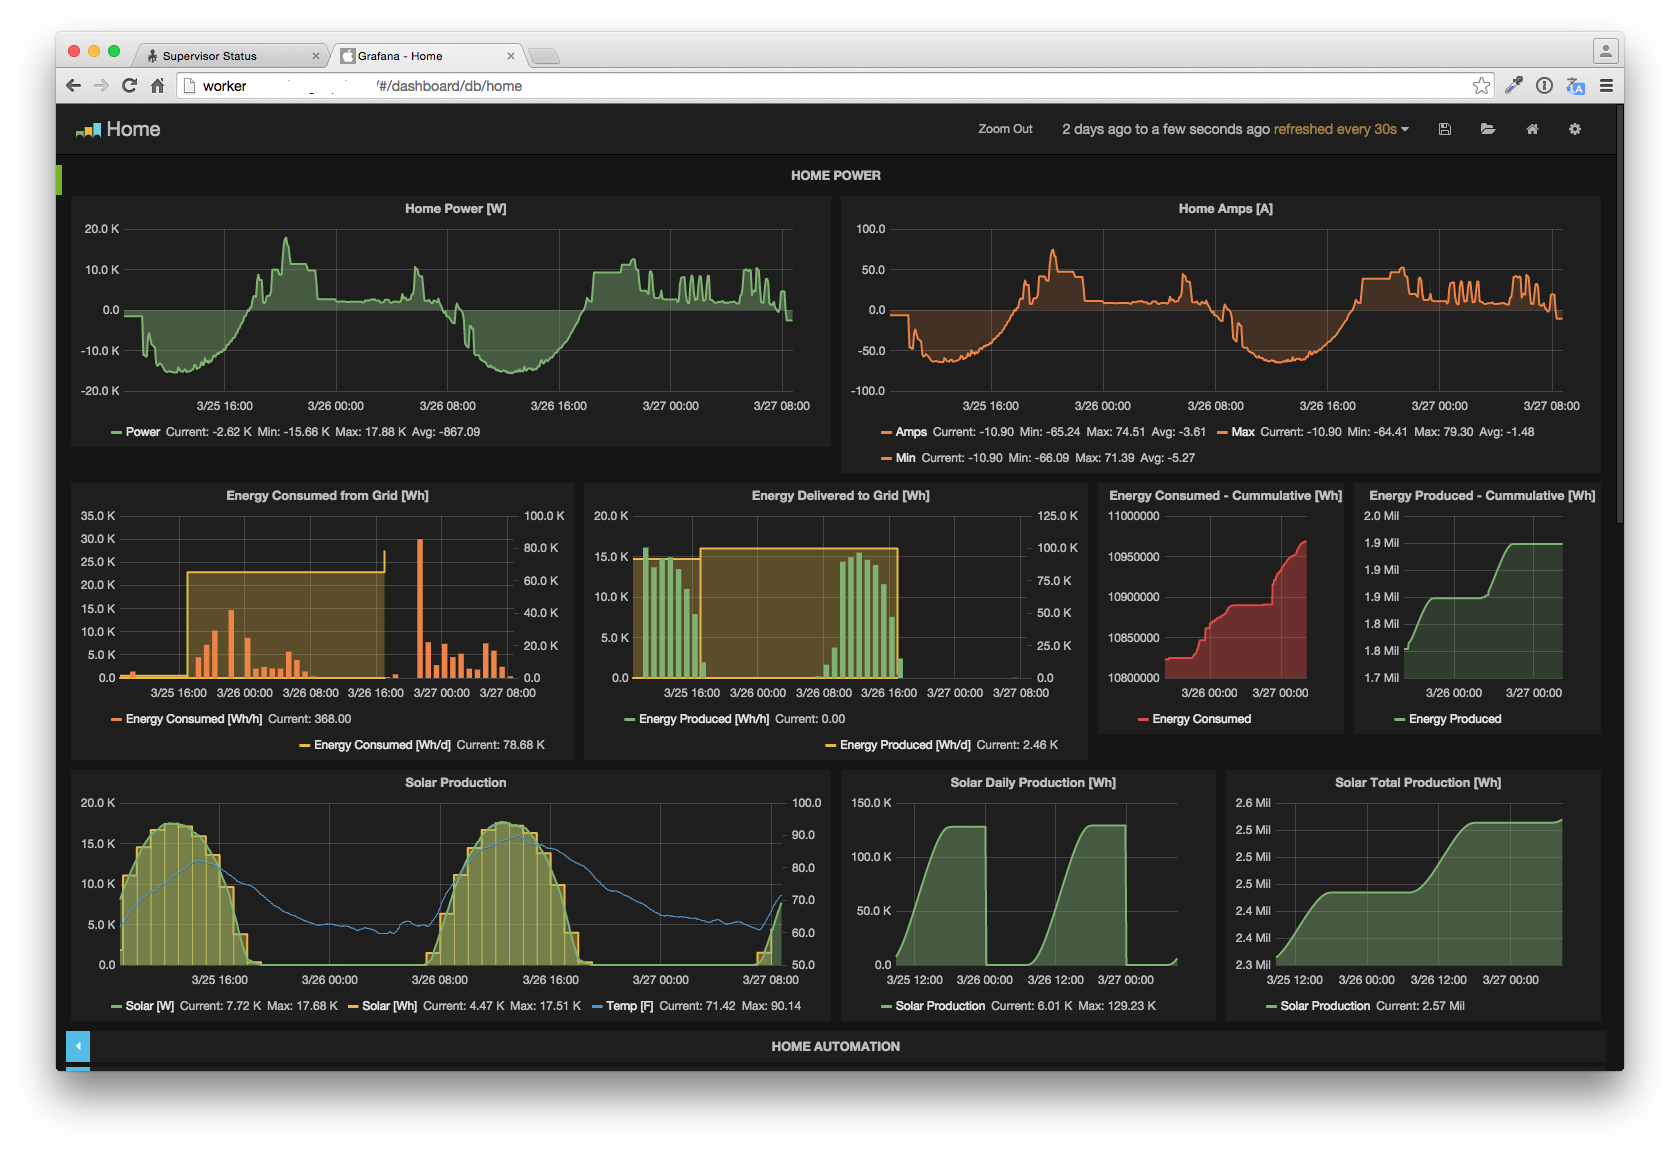 Supervisor Status
Grafana - Home
worker /#/dashboard/db/home
Home
Zoom Out 2 days ago to a few seconds ago refreshed every 30s
HOME POWER
Home Power [W]
20.0 K
10.0 K
0.0
-10.0 K
-20.0 K
3/25 16:00 3/26 00:00 3/26 08:00 3/26 16:00 3/27 00:00 3/27 08:00
Power Current: -2.62 K Min: -15.66 K Max: 17.88 K Avg: -867.09
Home Amps [A]
100.0
50.0
0.0
-50.0
-100.0
3/25 16:00 3/26 00:00 3/26 08:00 3/26 16:00 3/27 00:00 3/27 08:00
Amps Current: -10.90 Min: -65.24 Max: 74.51 Avg: -3.61 Max Current: -10.90 Min: -64.41 Max: 79.30 Avg: -1.48
Min Current: -10.90 Min: -66.09 Max: 71.39 Avg: -5.27
Energy Consumed from Grid [Wh]
35.0 K
30.0 K
25.0 K
20.0 K
15.0 K
10.0 K
5.0 K
0.0
100.0 K
80.0 K
60.0 K
40.0 K
20.0 K
0.0
3/25 16:00 3/26 00:00 3/26 08:00 3/26 16:00 3/27 00:00 3/27 08:00
Energy Consumed [Wh/h] Current: 368.00
Energy Consumed [Wh/d] Current: 78.68 K
Energy Delivered to Grid [Wh]
20.0 K
15.0 K
10.0 K
5.0 K
0.0
125.0 K
100.0 K
75.0 K
50.0 K
25.0 K
0.0
3/25 16:00 3/26 00:00 3/26 08:00 3/26 16:00 3/27 00:00 3/27 08:00
Energy Produced [Wh/h] Current: 0.00
Energy Produced [Wh/d] Current: 2.46 K
Energy Consumed - Cummulative [Wh]
11000000
10950000
10900000
10850000
10800000
3/26 00:00 3/27 00:00
Energy Consumed
Energy Produced - Cummulative [Wh]
2.0 Mil
1.9 Mil
1.9 Mil
1.9 Mil
1.8 Mil
1.8 Mil
1.7 Mil
3/26 00:00 3/27 00:00
Energy Produced
Solar Production
20.0 K
15.0 K
10.0 K
5.0 K
0.0
100.0
90.0
80.0
70.0
60.0
50.0
3/25 16:00 3/26 00:00 3/26 08:00 3/26 16:00 3/27 00:00 3/27 08:00
Solar [W] Current: 7.72 K Max: 17.68 K Solar [Wh] Current: 4.47 K Max: 17.51 K Temp [F] Current: 71.42 Max: 90.14
Solar Daily Production [Wh]
150.0 K
100.0 K
50.0 K
0.0
3/25 12:00 3/26 00:00 3/26 12:00 3/27 00:00
Solar Production Current: 6.01 K Max: 129.23 K
Solar Total Production [Wh]
2.6 Mil
2.5 Mil
2.5 Mil
2.5 Mil
2.4 Mil
2.4 Mil
2.3 Mil
3/25 12:00 3/26 00:00 3/26 12:00 3/27 00:00
Solar Production Current: 2.57 Mil
HOME AUTOMATION